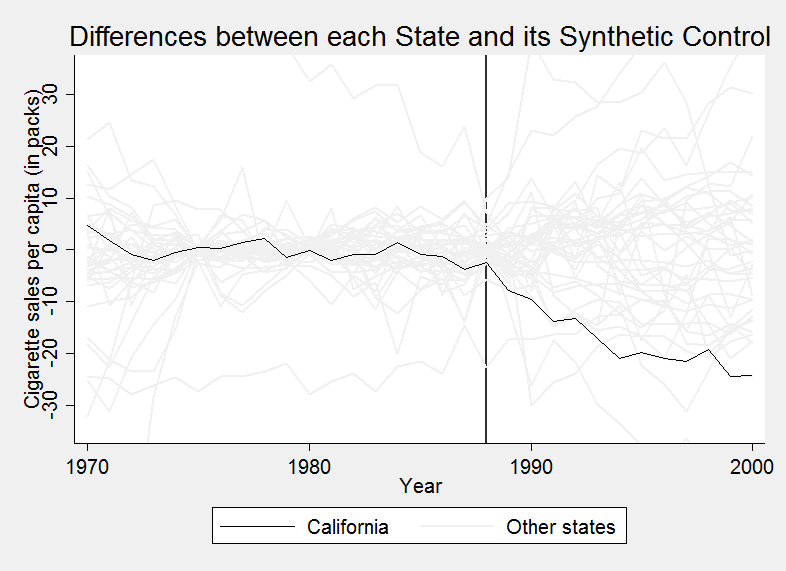 Differences between each State and its Synthetic Control
Cigarette sales per capita (in packs)
30
20
10
0
-10
-20
-30
1970
1980
1990
2000
Year
California
Other states